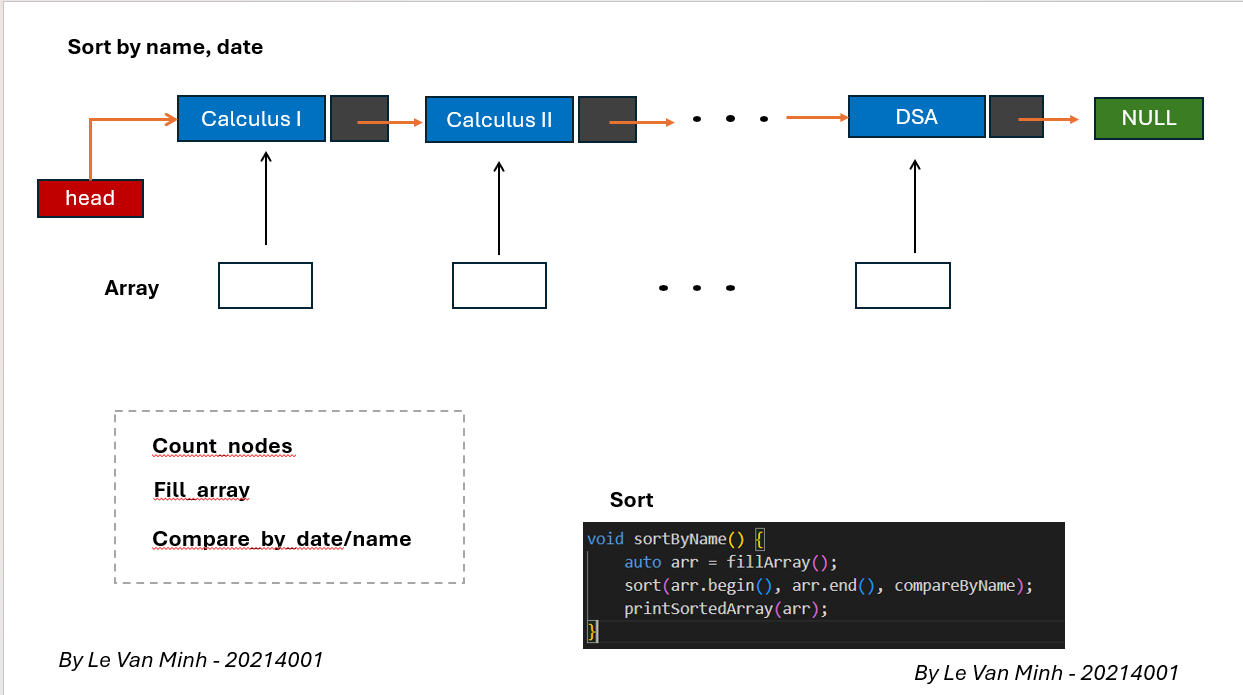 Sort by name, date
Calculus I
Calculus II
DSA
NULL
head
Array
Count_nodes
Fill_array
Compare_by_date/name
Sort
void sortByName() {
    auto arr = fillArray();
    sort(arr.begin(), arr.end(), compareByName);
    printSortedArray(arr);
}
By Le Van Minh - 20214001
By Le Van Minh - 20214001